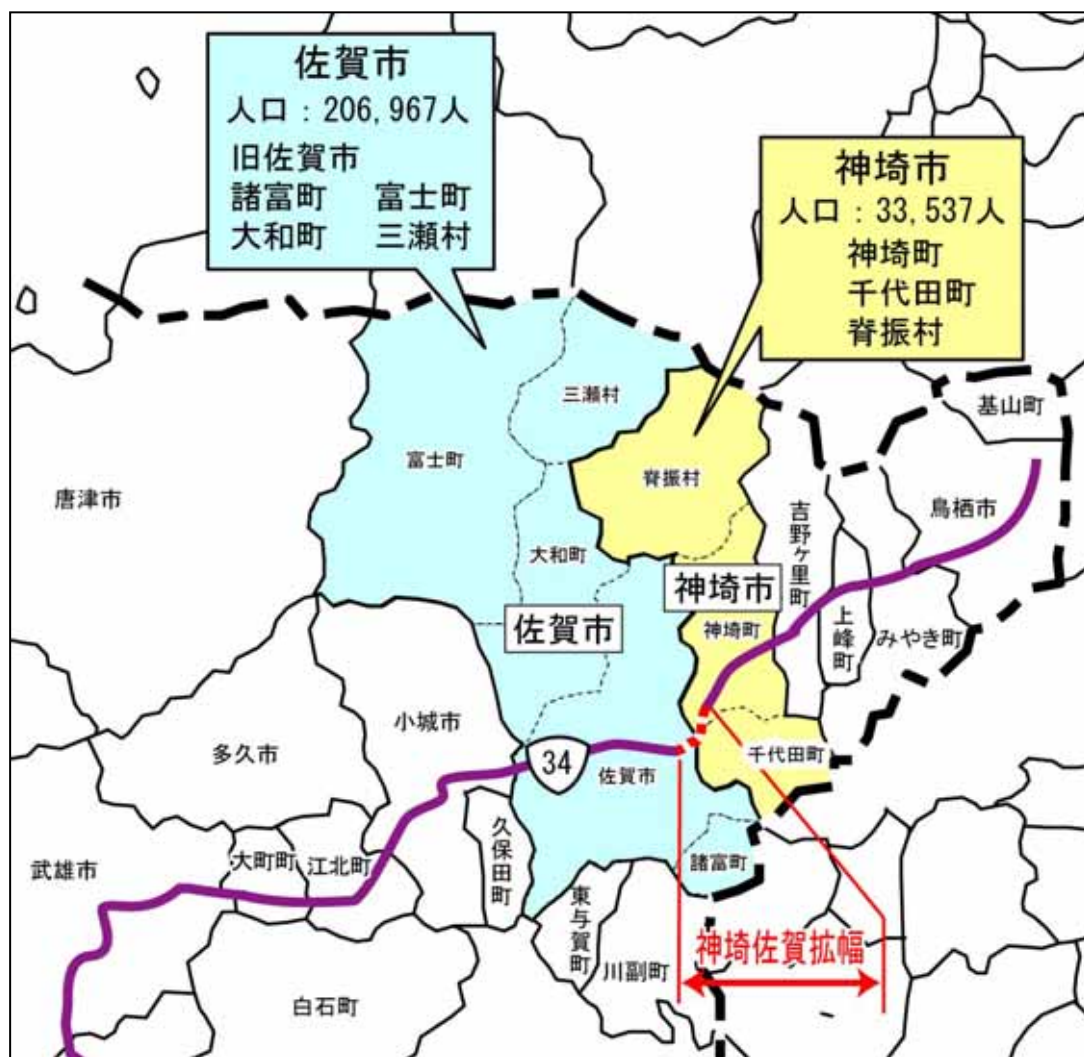 佐賀市
人口：206,967人
旧佐賀市
諸富町　富士町
大和町　三瀬村
神埼市
人口：33,537人
神埼町
千代田町
脊振村
基山町
三瀬村
富士町
脊振村
唐津市
鳥栖市
吉野ヶ里町
大和町
神埼市
佐賀市
神埼町
上峰町
みやき町
小城市
多久市
34
佐賀市
千代田町
久保田町
武雄市
大町町
江北町
諸富町
東与賀町
川副町
神埼佐賀拡幅
白石町